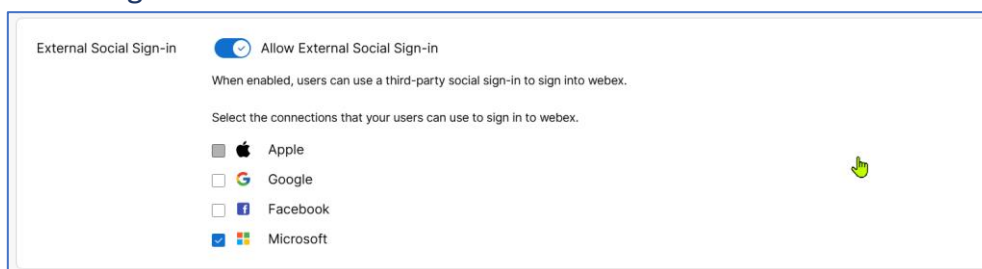 External Social Sign-in Allow External Social Sign-in
When enabled, users can use a third-party social sign-in to sign into webex.
Select the connections that your users can use to sign in to webex.
Apple
Google
Facebook
Microsoft